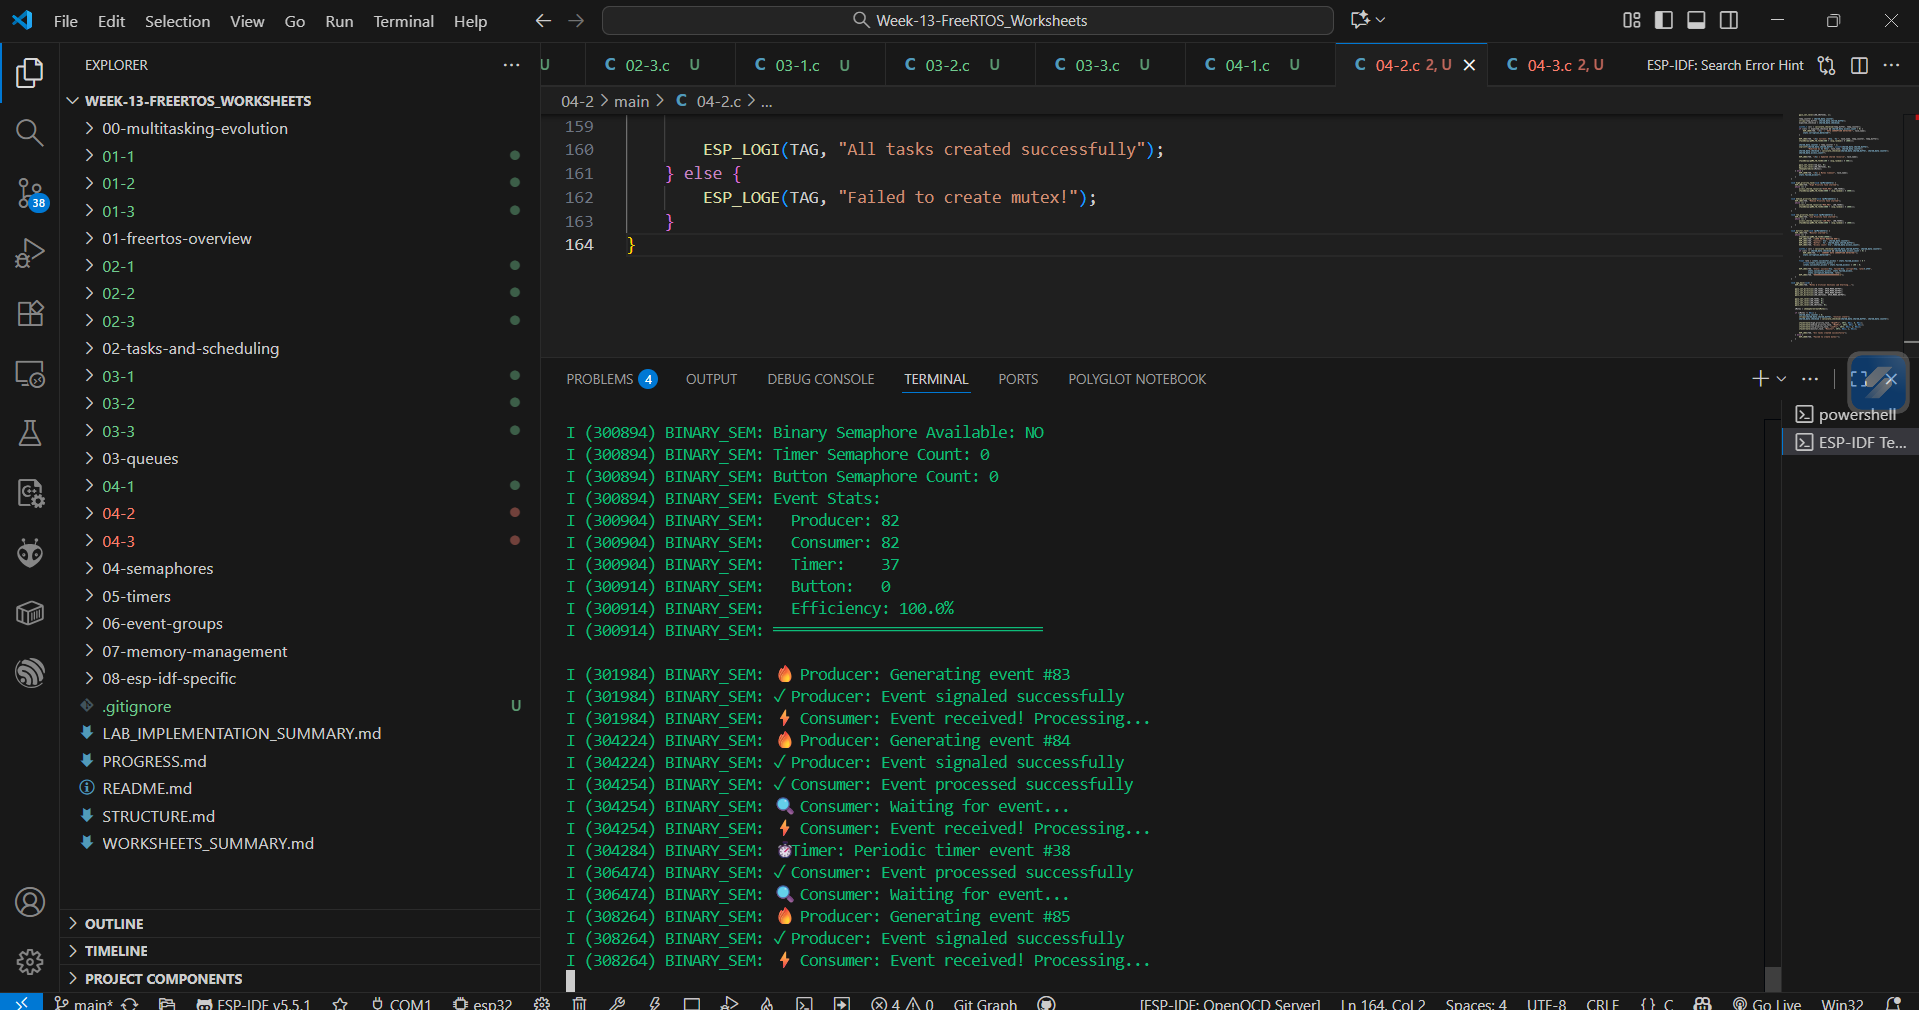 File Edit Selection View Go Run Terminal Help
Week-13-FreeRTOS_Worksheets
EXPLORER
WEEK-13-FREERTOS_WORKSHEETS
00-multitasking-evolution
01-1
01-2
01-3
01-freertos-overview
02-1
02-2
02-3
02-tasks-and-scheduling
03-1
03-2
03-3
03-queues
04-1
04-2
04-3
04-semaphores
05-timers
06-event-groups
07-memory-management
08-esp-idf-specific
.gitignore U
LAB_IMPLEMENTATION_SUMMARY.md
PROGRESS.md
README.md
STRUCTURE.md
WORKSHEETS_SUMMARY.md
OUTLINE
TIMELINE
PROJECT COMPONENTS
38
U C 02-3.c U C 03-1.c U C 03-2.c U C 03-3.c U C 04-1.c U C 04-2.c 2, U C 04-3.c 2, U ESP-IDF: Search Error Hint
04-2 > main > C 04-2.c > ...
159
160 ESP_LOGI(TAG, "All tasks created successfully");
161 } else {
162 ESP_LOGE(TAG, "Failed to create mutex!");
163 }
164 }
PROBLEMS 4 OUTPUT DEBUG CONSOLE TERMINAL PORTS POLYGLOT NOTEBOOK
powershell
ESP-IDF Te...
I (300894) BINARY_SEM: Binary Semaphore Available: NO
I (300894) BINARY_SEM: Timer Semaphore Count: 0
I (300894) BINARY_SEM: Button Semaphore Count: 0
I (300894) BINARY_SEM: Event Stats:
I (300904) BINARY_SEM: Producer: 82
I (300904) BINARY_SEM: Consumer: 82
I (300904) BINARY_SEM: Timer: 37
I (300914) BINARY_SEM: Button: 0
I (300914) BINARY_SEM: Efficiency: 100.0%
I (300914) BINARY_SEM: ══════════════════════════════
I (301984) BINARY_SEM: 🔥 Producer: Generating event #83
I (301984) BINARY_SEM: ✓ Producer: Event signaled successfully
I (301984) BINARY_SEM: ⚡ Consumer: Event received! Processing...
I (304224) BINARY_SEM: 🔥 Producer: Generating event #84
I (304224) BINARY_SEM: ✓ Producer: Event signaled successfully
I (304254) BINARY_SEM: ✓ Consumer: Event processed successfully
I (304254) BINARY_SEM: 🔍 Consumer: Waiting for event...
I (304254) BINARY_SEM: ⚡ Consumer: Event received! Processing...
I (304284) BINARY_SEM: ⏱Timer: Periodic timer event #38
I (306474) BINARY_SEM: ✓ Consumer: Event processed successfully
I (306474) BINARY_SEM: 🔍 Consumer: Waiting for event...
I (308264) BINARY_SEM: 🔥 Producer: Generating event #85
I (308264) BINARY_SEM: ✓ Producer: Event signaled successfully
I (308264) BINARY_SEM: ⚡ Consumer: Event received! Processing...
main* ESP-IDF v5.5.1 COM1 esp32 4 0 Git Graph [ESP-IDF: OpenOCD Server] Ln 164, Col 2 Spaces: 4 UTF-8 CRLF {} C Go Live Win32